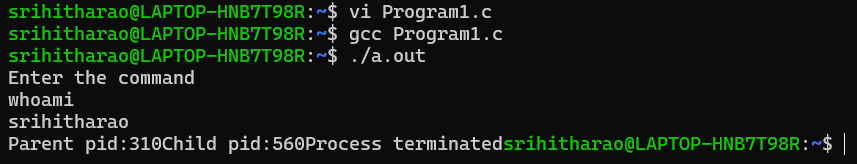 srihitharao@LAPTOP-HNB7T98R:~$ vi Program1.c
srihitharao@LAPTOP-HNB7T98R:~$ gcc Program1.c
srihitharao@LAPTOP-HNB7T98R:~$ ./a.out
Enter the command
whoami
srihitharao
Parent pid:310Child pid:560Process terminatedsrihitharao@LAPTOP-HNB7T98R:~$